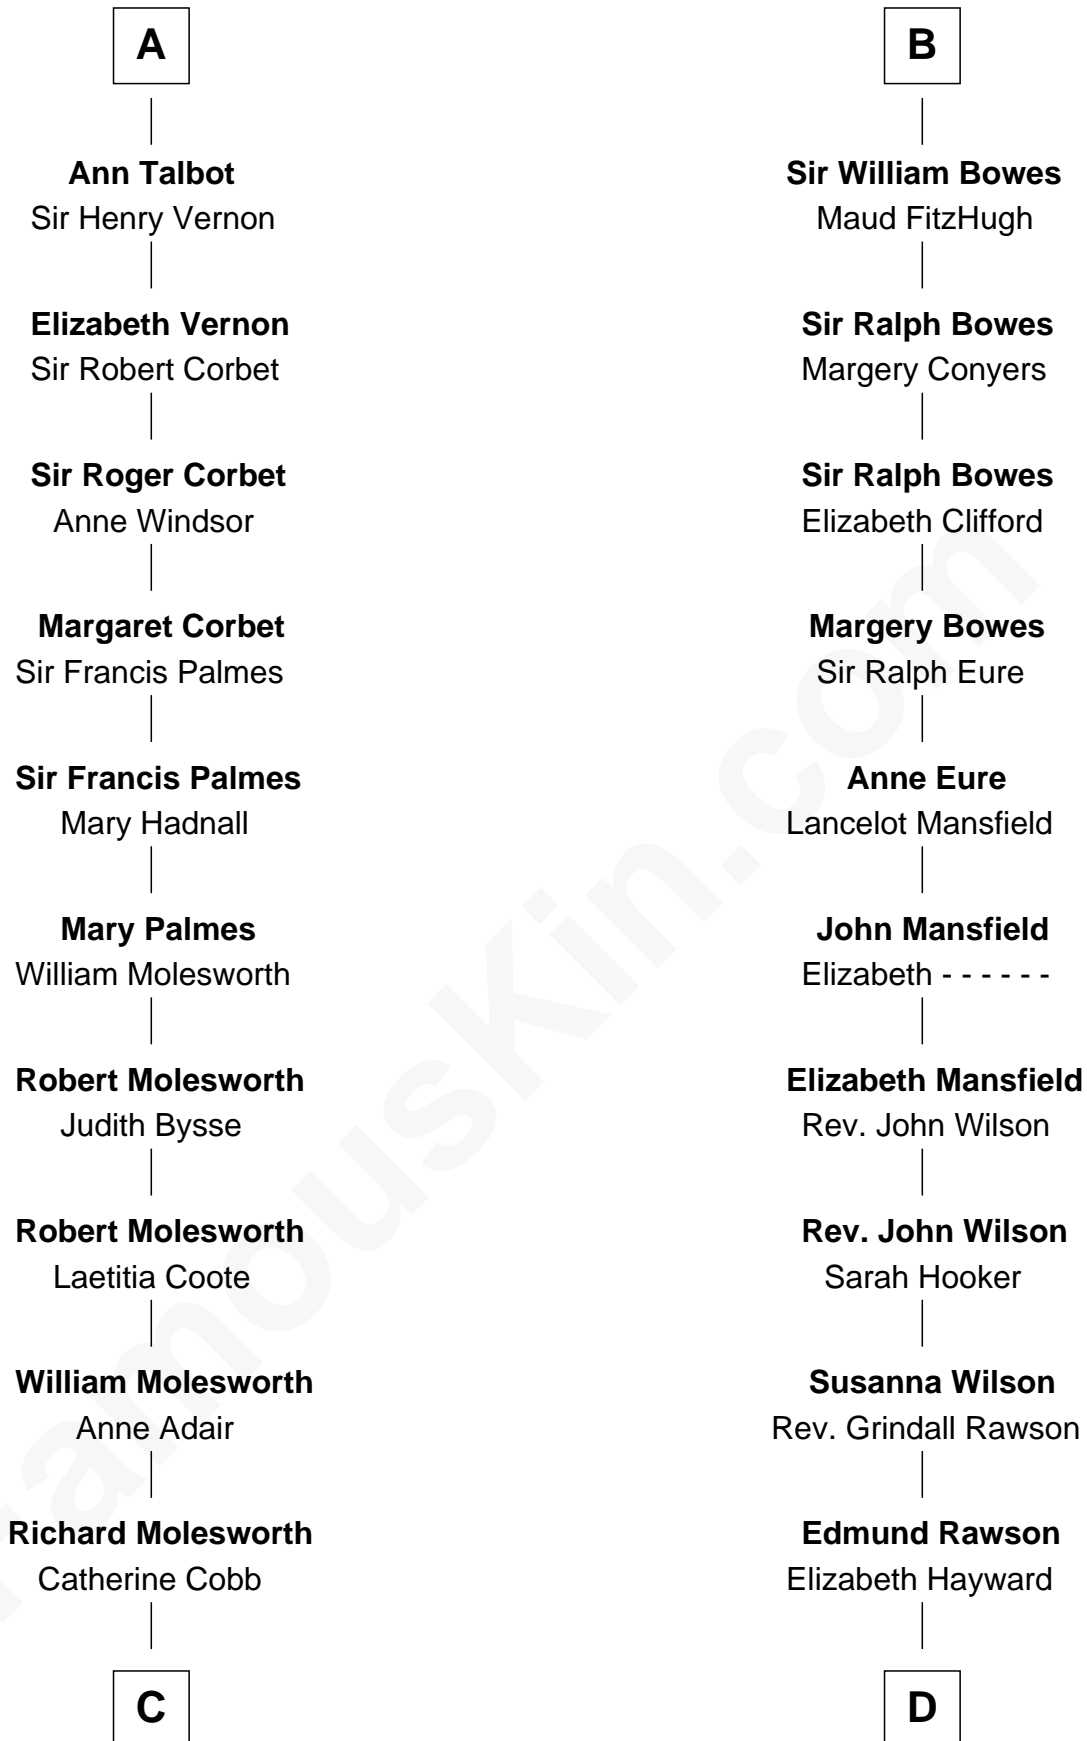 A
Ann Talbot
Sir Henry Vernon
Elizabeth Vernon
Sir Robert Corbet
Sir Roger Corbet
Anne Windsor
Margaret Corbet
Sir Francis Palmes
Sir Francis Palmes
Mary Hadnall
Mary Palmes
William Molesworth
Robert Molesworth
Judith Bysse
Robert Molesworth
Laetitia Coote
William Molesworth
Anne Adair
Richard Molesworth
Catherine Cobb
C
B
Sir William Bowes
Maud FitzHugh
Sir Ralph Bowes
Margery Conyers
Sir Ralph Bowes
Elizabeth Clifford
Margery Bowes
Sir Ralph Eure
Anne Eure
Lancelot Mansfield
John Mansfield
Elizabeth - - - - - -
Elizabeth Mansfield
Rev. John Wilson
Rev. John Wilson
Sarah Hooker
Susanna Wilson
Rev. Grindall Rawson
Edmund Rawson
Elizabeth Hayward
D
FamousKin.com